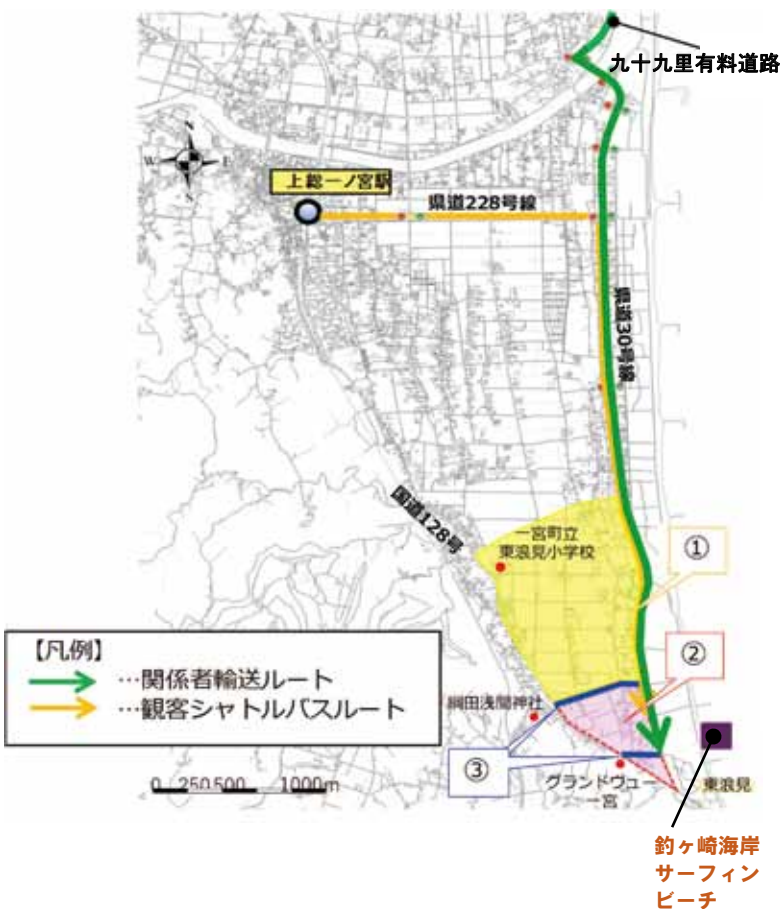 九十九里有料道路
N
W
E
S
上総一ノ宮駅
県道228号線
県道30号線
国道128号
一宮町立
東浪見小学校
①
②
【凡例】
…関係者輸送ルート
…観客シャトルバスルート
綱田浅間神社
③
グランドヴュー
一宮
東浪見
0 250500 1000m
釣ヶ崎海岸
サーフィン
ビーチ